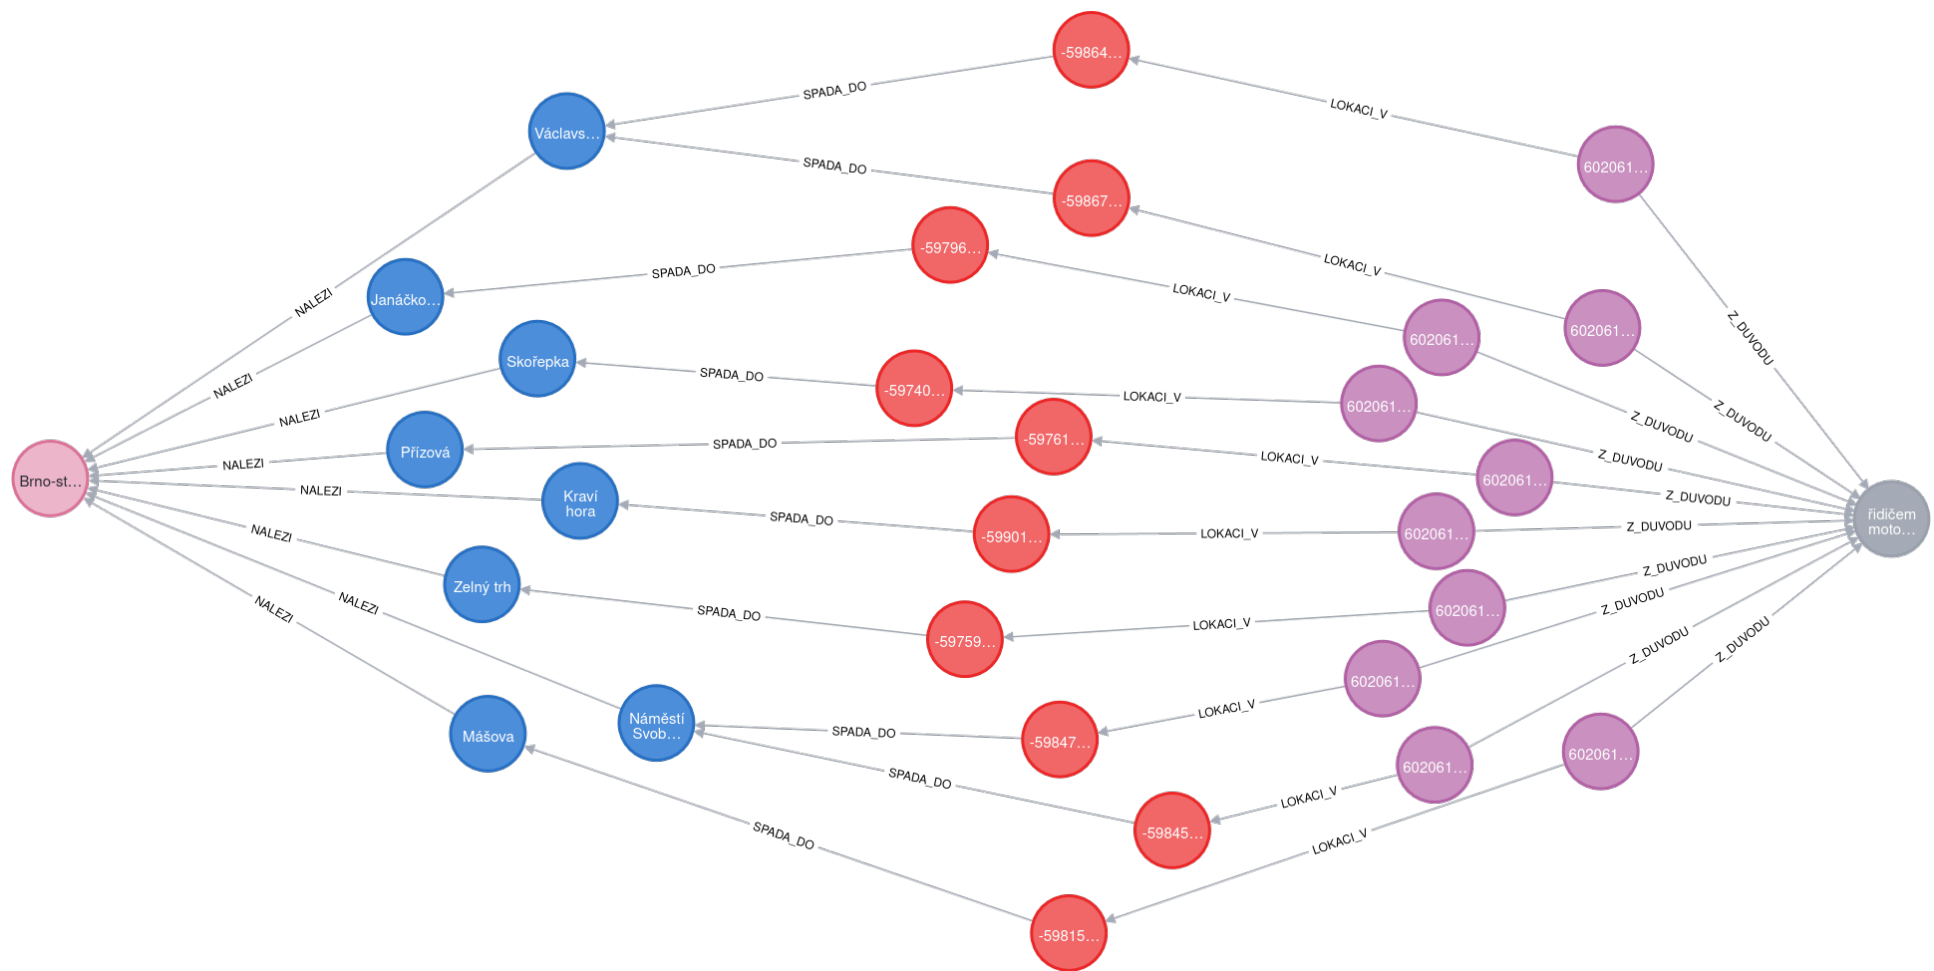 -59864…
SPADA_DO
LOKACI_V
Václavs…
602061…
SPADA_DO
-59867…
-59796…
SPADA_DO
LOKACI_V
LOKACI_V
NALEZI
Janáčko…
602061…
602061…
Z_DUVODU
Skořepka
SPADA_DO
-59740…
LOKACI_V
602061…
NALEZI
NALEZI
Z_DUVODU
Z_DUVODU
Přízová
SPADA_DO
-59761…
LOKACI_V
Z_DUVODU
NALEZI
Brno-st…
602061…
NALEZI
Kraví
hora
Z_DUVODU
SPADA_DO
řidičem
moto…
NALEZI
-59901…
LOKACI_V
602061…
Z_DUVODU
Z_DUVODU
Zelný trh
NALEZI
NALEZI
SPADA_DO
LOKACI_V
602061…
Z_DUVODU
-59759…
Z_DUVODU
Z_DUVODU
602061…
LOKACI_V
Náměstí
Svob…
Mášova
SPADA_DO
-59847…
602061…
602061…
SPADA_DO
LOKACI_V
-59845…
SPADA_DO
LOKACI_V
-59815…